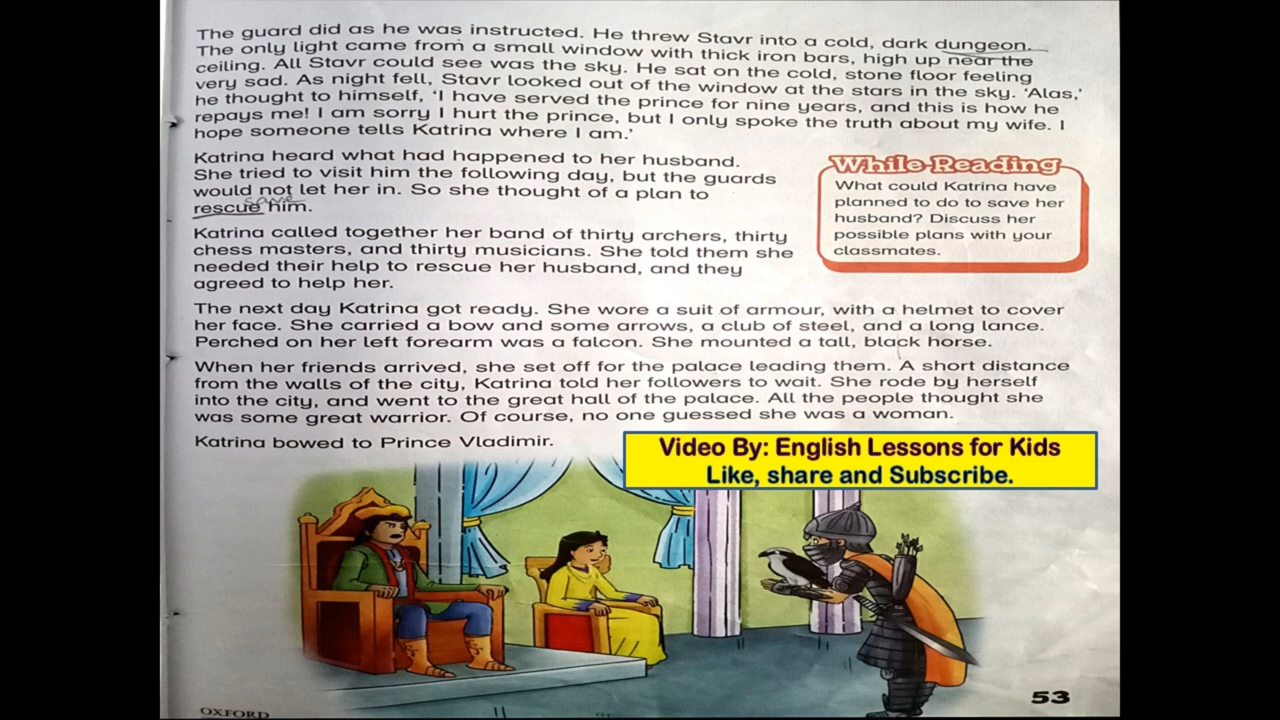 The guard did as he was instructed. He threw Stavr into a cold, dark dungeon.
The only light came from a small window with thick iron bars, high up near the
ceiling. All Stavr could see was the sky. He sat on the cold, stone floor feeling
very sad. As night fell, Stavr looked out of the window at the stars in the sky. ‘Alas,’
he thought to himself, ‘I have served the prince for nine years, and this is how he
repays me! I am sorry I hurt the prince, but I only spoke the truth about my wife. I
hope someone tells Katrina where I am.’
Katrina heard what had happened to her husband.
She tried to visit him the following day, but the guards
would not let her in. So she thought of a plan to
save
rescue him.
While Reading
What could Katrina have
planned to do to save her
husband? Discuss her
possible plans with your
classmates.
Katrina called together her band of thirty archers, thirty
chess masters, and thirty musicians. She told them she
needed their help to rescue her husband, and they
agreed to help her.
The next day Katrina got ready. She wore a suit of armour, with a helmet to cover
her face. She carried a bow and some arrows, a club of steel, and a long lance.
Perched on her left forearm was a falcon. She mounted a tall, black horse.
When her friends arrived, she set off for the palace leading them. A short distance
from the walls of the city, Katrina told her followers to wait. She rode by herself
into the city, and went to the great hall of the palace. All the people thought she
was some great warrior. Of course, no one guessed she was a woman.
Katrina bowed to Prince Vladimir.
Video By: English Lessons for Kids
Like, share and Subscribe.
53
OXFORD